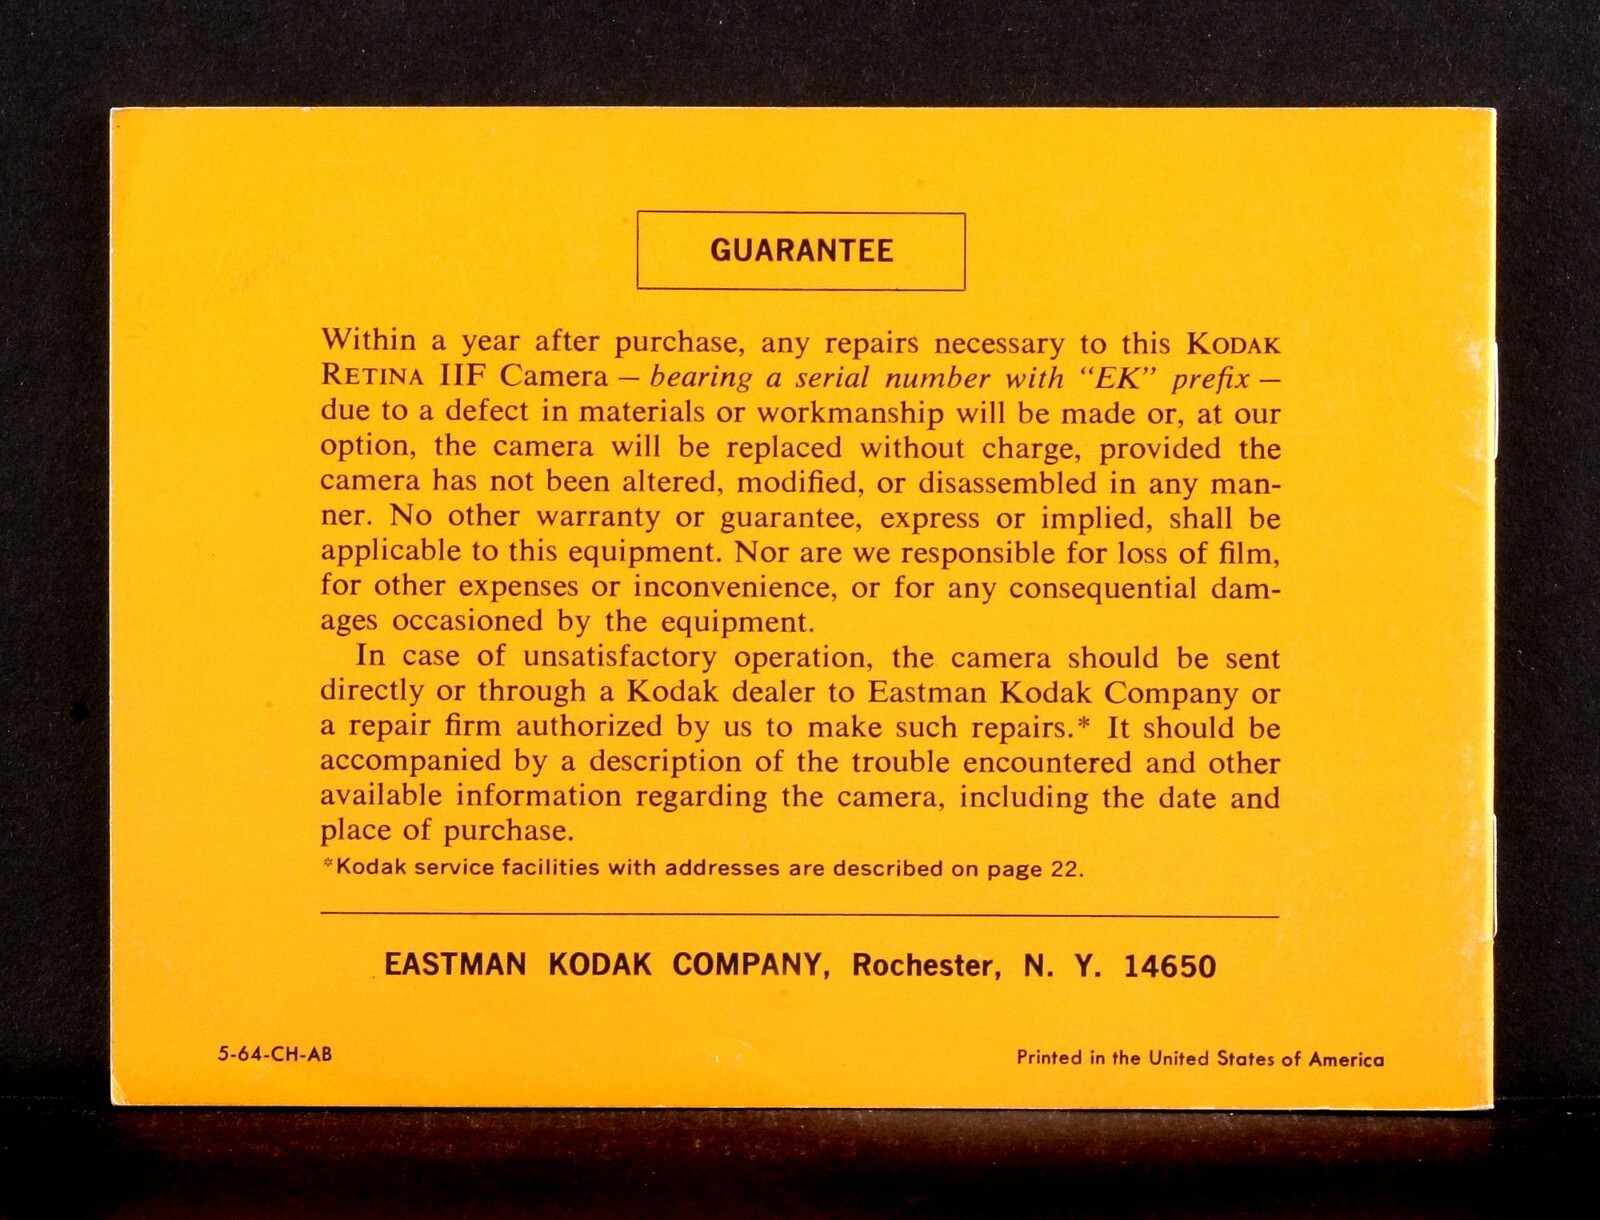 GUARANTEE
Within a year after purchase, any repairs necessary to this KODAK
RETINA IIF Camera — bearing a serial number with “EK” prefix —
due to a defect in materials or workmanship will be made or, at our
option, the camera will be replaced without charge, provided the
camera has not been altered, modified, or disassembled in any man-
ner. No other warranty or guarantee, express or implied, shall be
applicable to this equipment. Nor are we responsible for loss of film,
for other expenses or inconvenience, or for any consequential dam-
ages occasioned by the equipment.
In case of unsatisfactory operation, the camera should be sent
directly or through a Kodak dealer to Eastman Kodak Company or
a repair firm authorized by us to make such repairs.* It should be
accompanied by a description of the trouble encountered and other
available information regarding the camera, including the date and
place of purchase.
*Kodak service facilities with addresses are described on page 22.
EASTMAN KODAK COMPANY, Rochester, N. Y. 14650
5-64-CH-AB
Printed in the United States of America